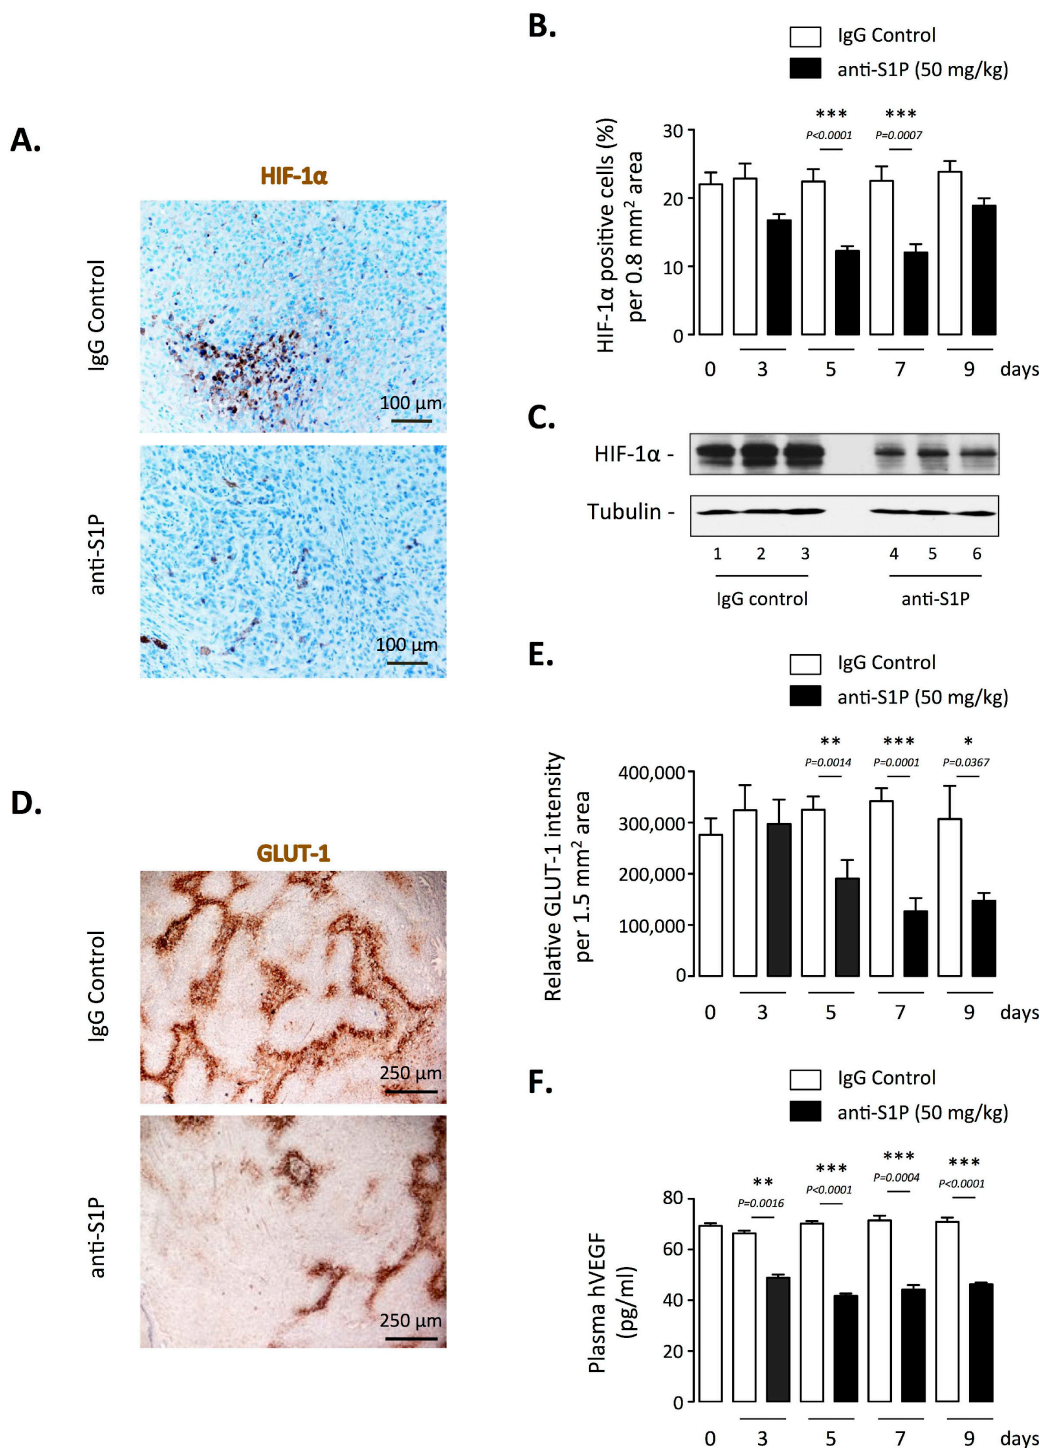 A.
HIF-1α
IgG Control
100 µm
anti-S1P
100 µm
B.
IgG Control
anti-S1P (50 mg/kg)
HIF-1α positive cells (%)
per 0.8 mm² area
30
20
10
0
***
P<0.0001
***
P=0.0007
0 3 5 7 9 days
C.
HIF-1α -
Tubulin -
1 2 3 4 5 6
IgG control anti-S1P
D.
GLUT-1
IgG Control
250 µm
anti-S1P
250 µm
E.
IgG Control
anti-S1P (50 mg/kg)
Relative GLUT-1 intensity
per 1.5 mm² area
400,000
300,000
200,000
100,000
0
**
P=0.0014
***
P=0.0001
*
P=0.0367
0 3 5 7 9 days
F.
IgG Control
anti-S1P (50 mg/kg)
Plasma hVEGF
(pg/ml)
80
60
40
20
0
**
P=0.0016
***
P<0.0001
***
P=0.0004
***
P<0.0001
0 3 5 7 9 days